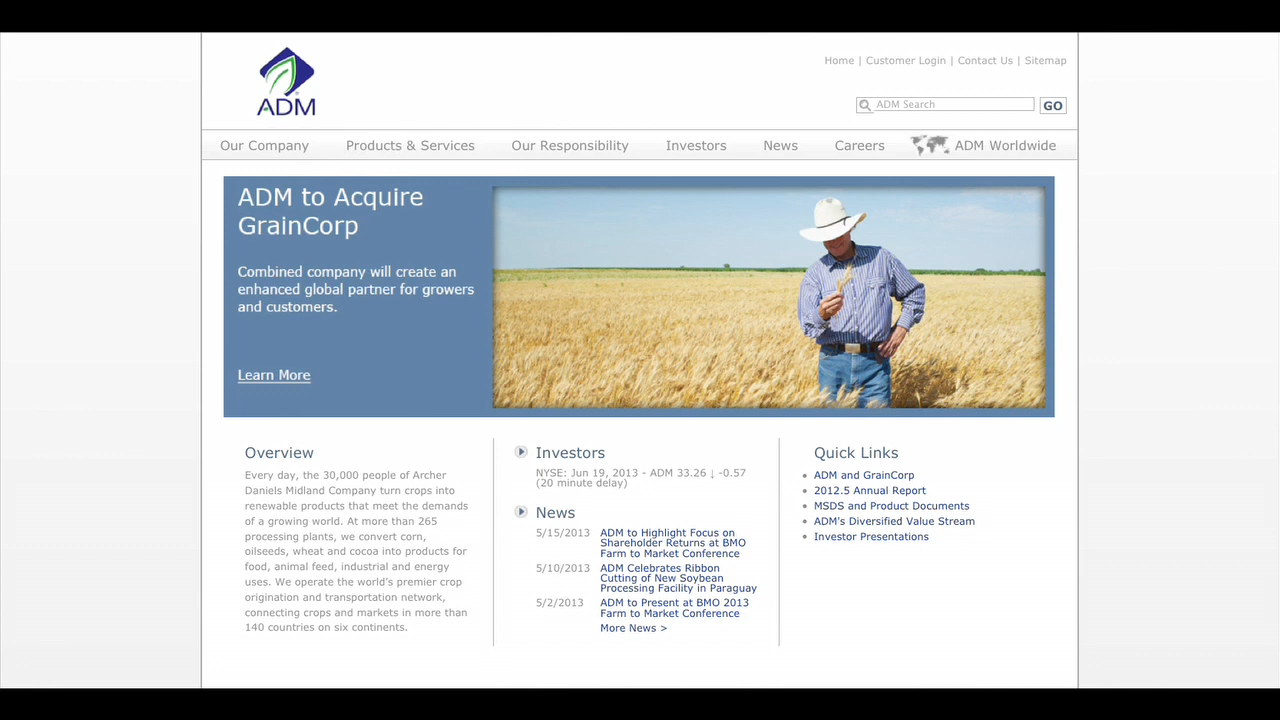 ADM
Home | Customer Login | Contact Us | Sitemap
ADM Search
GO
Our Company
Products & Services
Our Responsibility
Investors
News
Careers
ADM Worldwide
ADM to Acquire
GrainCorp
Combined company will create an
enhanced global partner for growers
and customers.
Learn More
Overview
Every day, the 30,000 people of Archer
Daniels Midland Company turn crops into
renewable products that meet the demands
of a growing world. At more than 265
processing plants, we convert corn,
oilseeds, wheat and cocoa into products for
food, animal feed, industrial and energy
uses. We operate the world's premier crop
origination and transportation network,
connecting crops and markets in more than
140 countries on six continents.
Investors
NYSE: Jun 19, 2013 - ADM 33.26 ↓ -0.57
(20 minute delay)
News
5/15/2013 ADM to Highlight Focus on
Shareholder Returns at BMO
Farm to Market Conference
5/10/2013 ADM Celebrates Ribbon
Cutting of New Soybean
Processing Facility in Paraguay
5/2/2013 ADM to Present at BMO 2013
Farm to Market Conference
More News >
Quick Links
ADM and GrainCorp
2012.5 Annual Report
MSDS and Product Documents
ADM's Diversified Value Stream
Investor Presentations